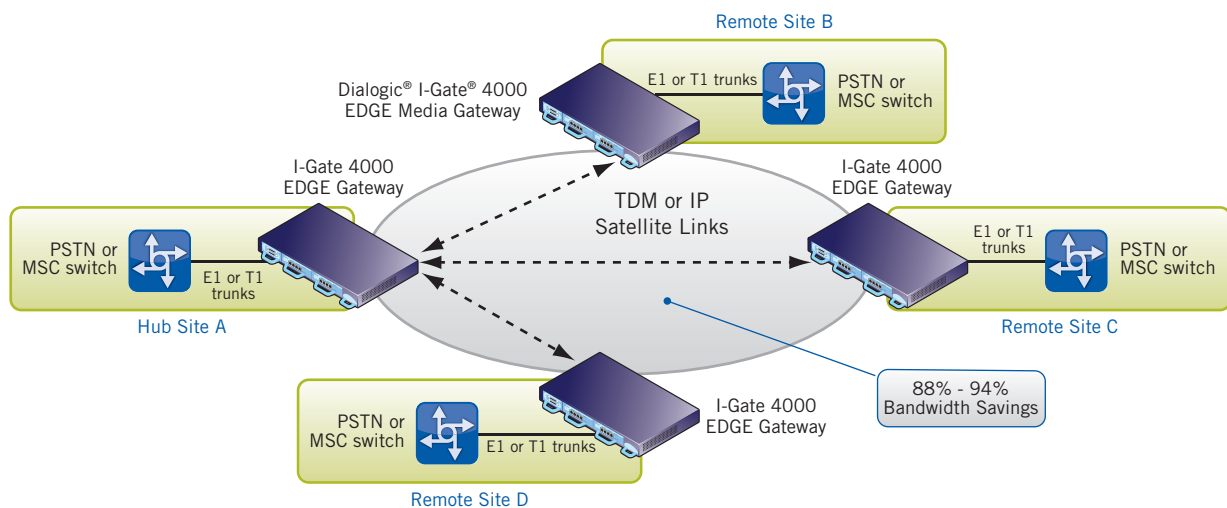 Remote Site B
E1 or T1 trunks
PSTN or
MSC switch
Dialogic® I-Gate® 4000
EDGE Media Gateway
I-Gate 4000
EDGE Gateway
PSTN or
MSC switch
E1 or T1
trunks
Hub Site A
TDM or IP
Satellite Links
I-Gate 4000
EDGE Gateway
E1 or T1
trunks
PSTN or
MSC switch
Remote Site C
88% - 94%
Bandwidth Savings
PSTN or
MSC switch
E1 or T1 trunks
I-Gate 4000
EDGE Gateway
Remote Site D